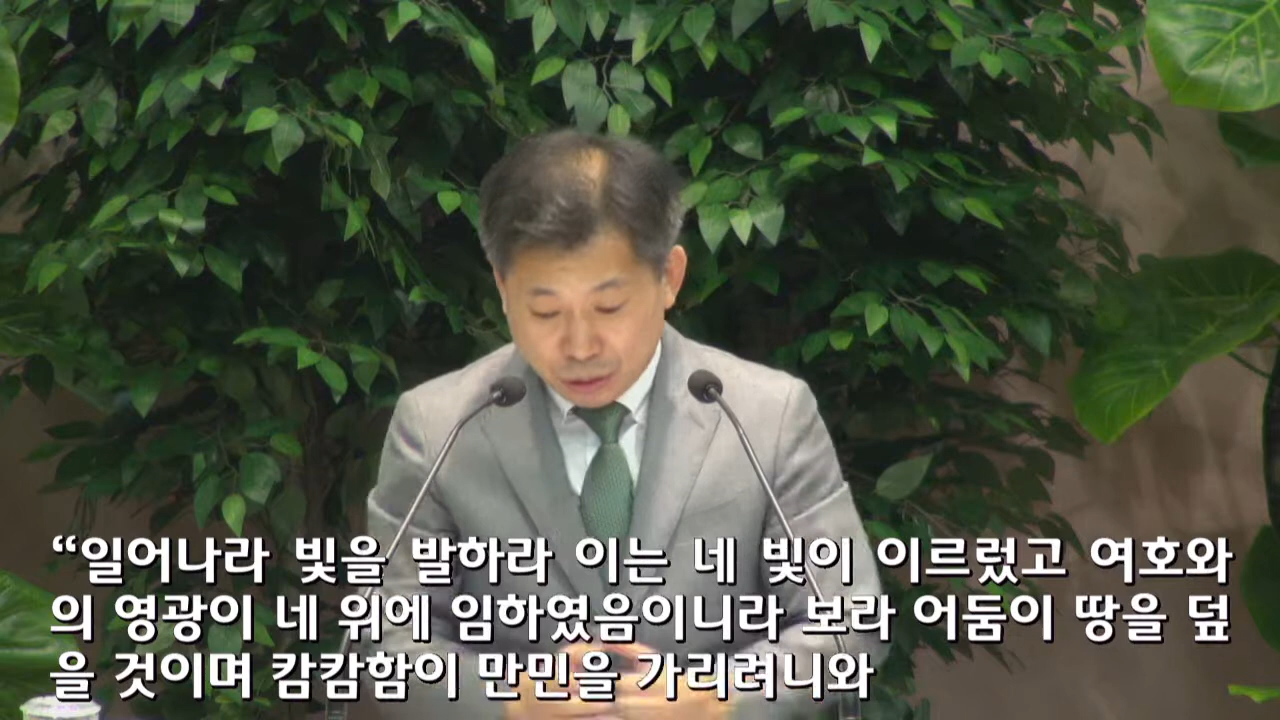 “일어나라 빛을 발하라 이는 네 빛이 이르렀고 여호와
의 영광이 네 위에 임하였음이니라 보라 어둠이 땅을 덮
을 것이며 캄캄함이 만민을 가리려니와